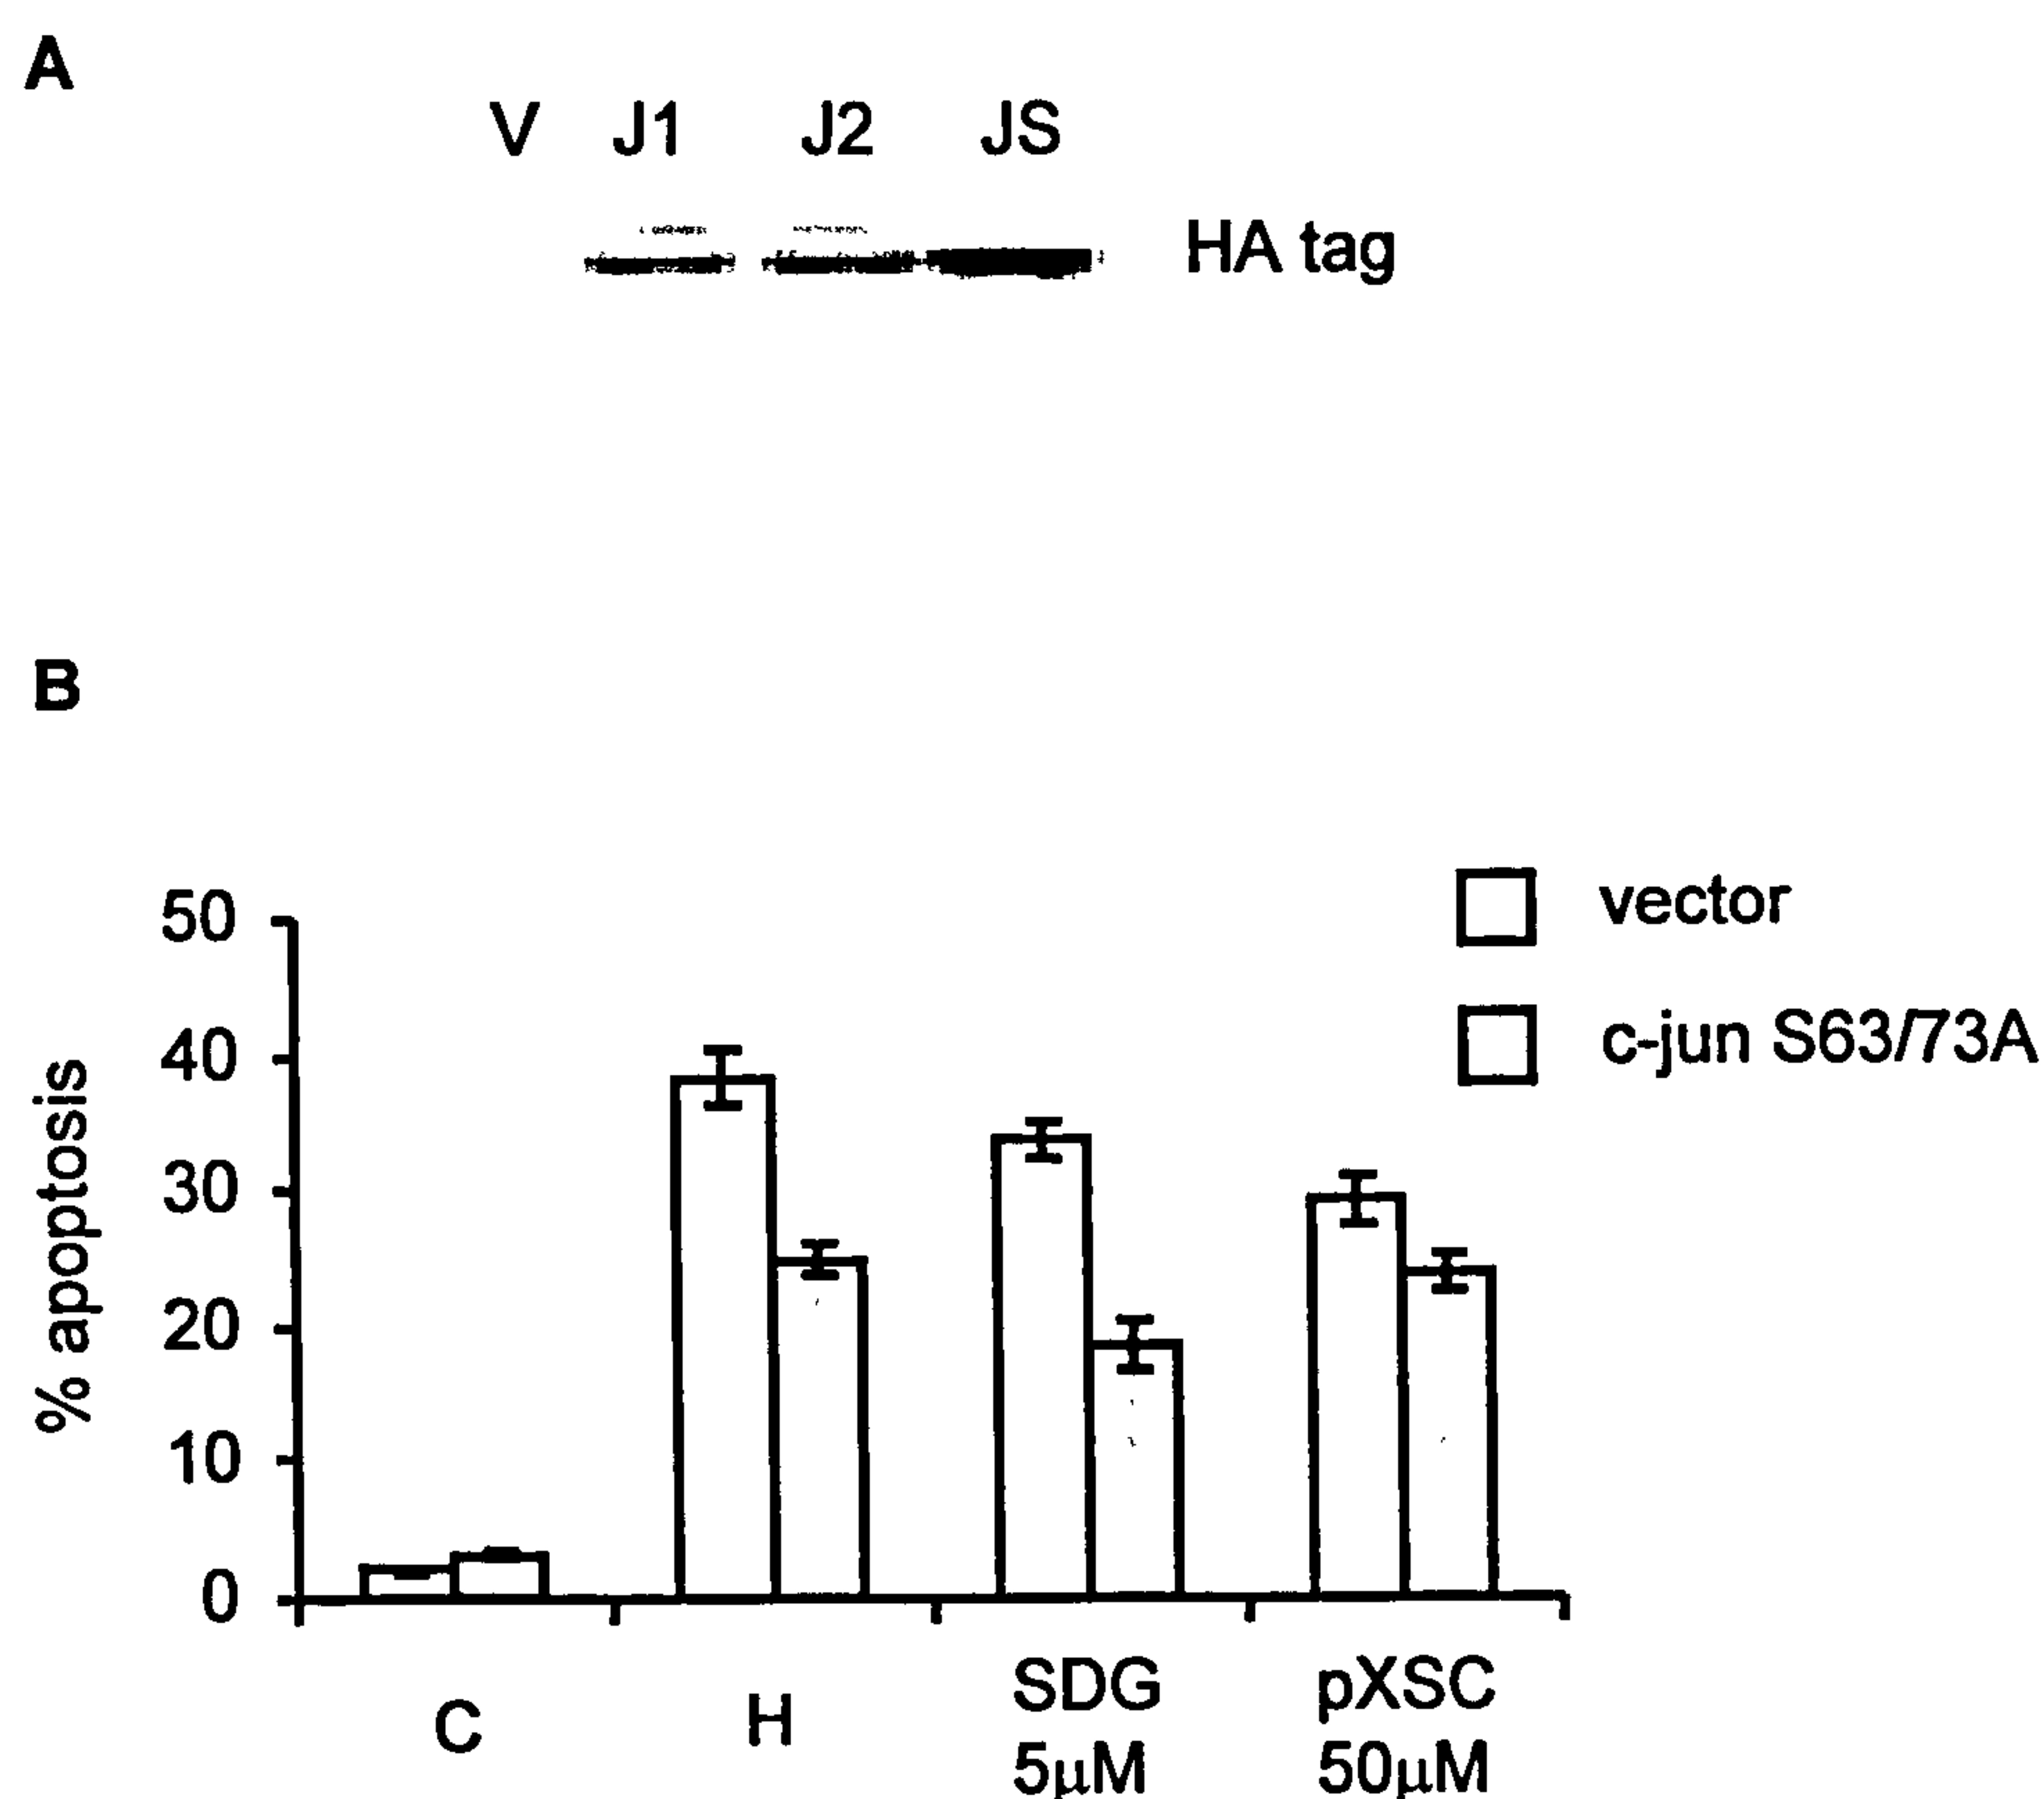 A
V J1 J2 JS
HA tag
B
vector
c-jun S63/73A
% apoptosis
50
40
30
20
10
0
C H SDG 5µM pXSC 50µM